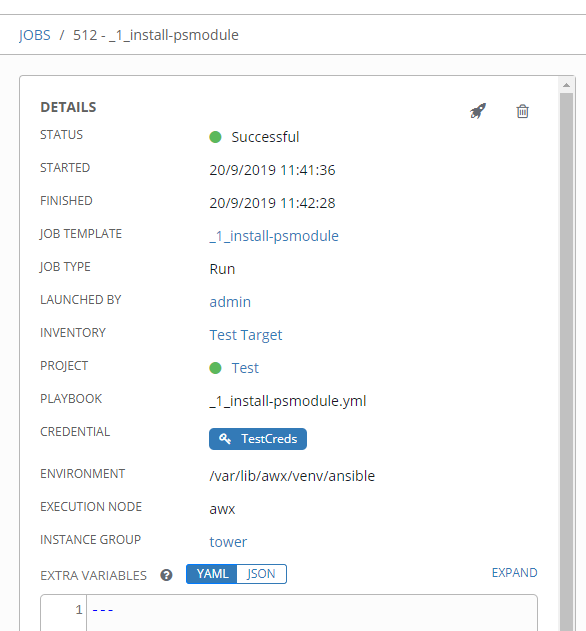 JOBS / 512 - _1_install-psmodule
DETAILS
STATUS Successful
STARTED 20/9/2019 11:41:36
FINISHED 20/9/2019 11:42:28
JOB TEMPLATE _1_install-psmodule
JOB TYPE Run
LAUNCHED BY admin
INVENTORY Test Target
PROJECT Test
PLAYBOOK _1_install-psmodule.yml
CREDENTIAL TestCreds
ENVIRONMENT /var/lib/awx/venv/ansible
EXECUTION NODE awx
INSTANCE GROUP tower
EXTRA VARIABLES ? YAML JSON EXPAND
1 ---